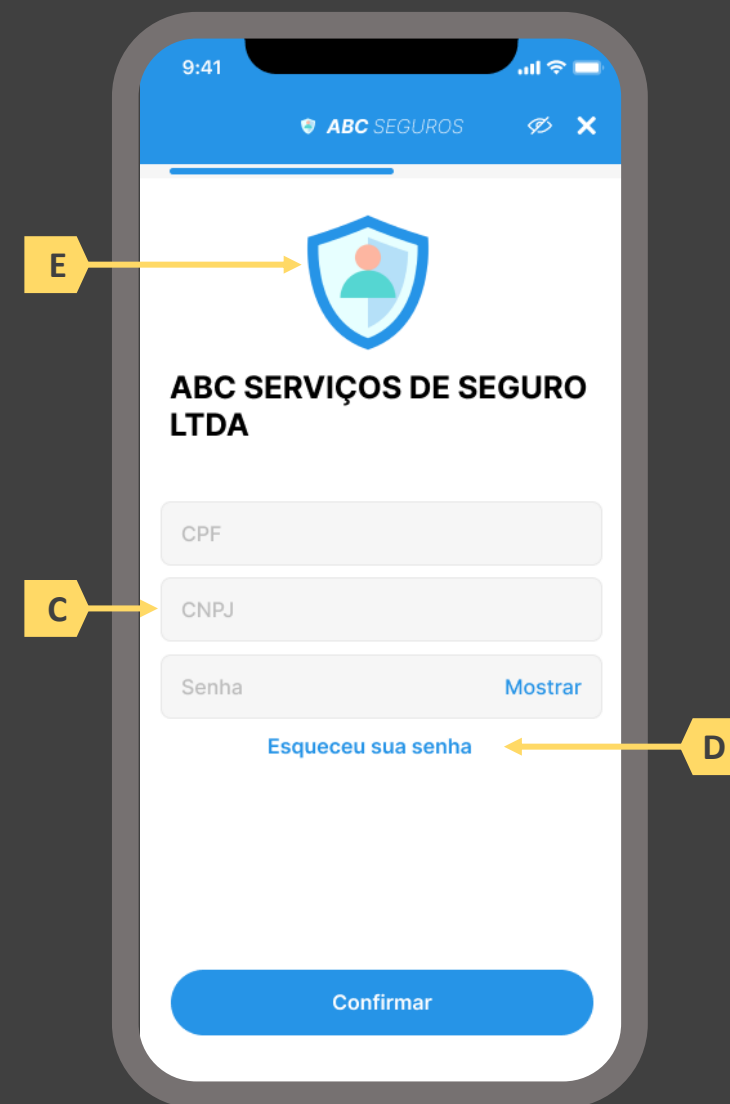 9:41
ABC SEGUROS
E
ABC SERVIÇOS DE SEGURO
LTDA
CPF
C
CNPJ
Senha
Mostrar
Esqueceu sua senha
D
Confirmar